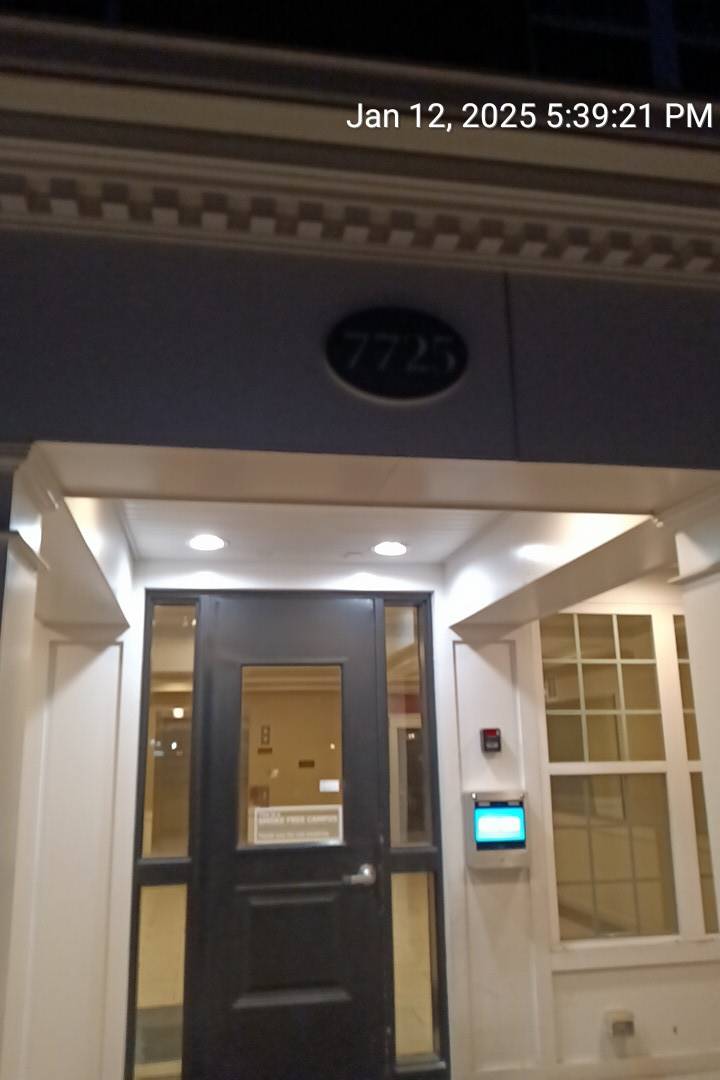 Jan 12, 2025 5:39:21 PM
7725
SMOKE FREE CAMPUS